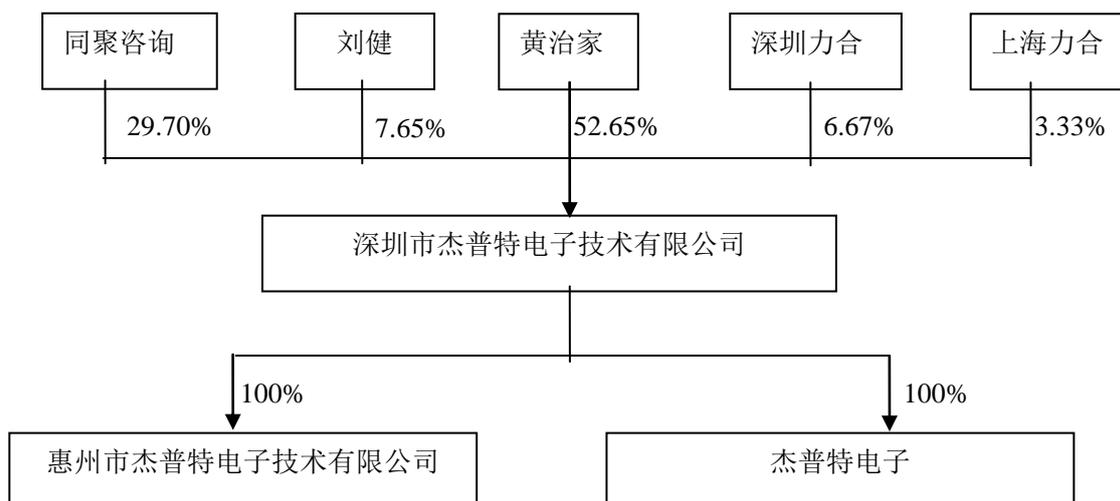 同聚咨询
刘健
黄治家
深圳力合
上海力合
29.70%
7.65%
52.65%
6.67%
3.33%
深圳市杰普特电子技术有限公司
100%
100%
惠州市杰普特电子技术有限公司
杰普特电子